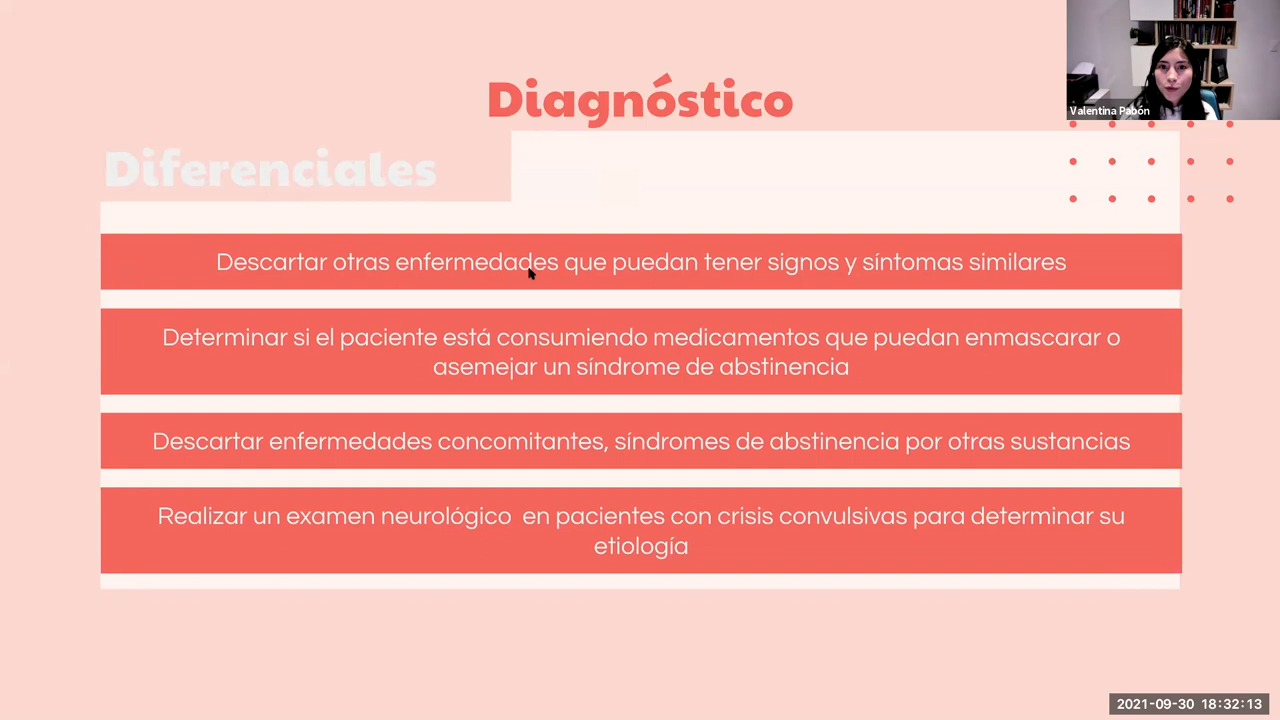 Diagnóstico
Valentina Pabón
Diferenciales
Descartar otras enfermedades que puedan tener signos y síntomas similares
Determinar si el paciente está consumiendo medicamentos que puedan enmascarar o
asemejar un síndrome de abstinencia
Descartar enfermedades concomitantes, síndromes de abstinencia por otras sustancias
Realizar un examen neurológico en pacientes con crisis convulsivas para determinar su
etiología
2021-09-30 18:32:13